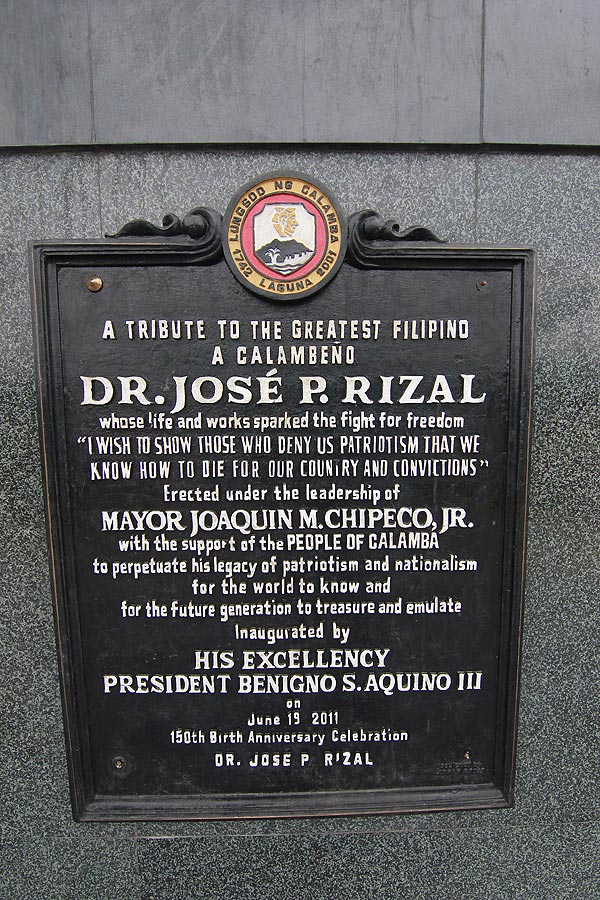 LUNGSOD NG CALAMBA
1742 LAGUNA 2001
A TRIBUTE TO THE GREATEST FILIPINO
A CALAMBEÑO
DR. JOSÉ P. RIZAL
whose life and works sparked the fight for freedom
"I WISH TO SHOW THOSE WHO DENY US PATRIOTISM THAT WE
KNOW HOW TO DIE FOR OUR COUNTRY AND CONVICTIONS"
Erected under the leadership of
MAYOR JOAQUIN M. CHIPECO, JR.
with the support of the PEOPLE OF CALAMBA
to perpetuate his legacy of patriotism and nationalism
for the world to know and
for the future generation to treasure and emulate
Inaugurated by
HIS EXCELLENCY
PRESIDENT BENIGNO S. AQUINO III
on
June 19 2011
150th Birth Anniversary Celebration
DR. JOSE P RIZAL